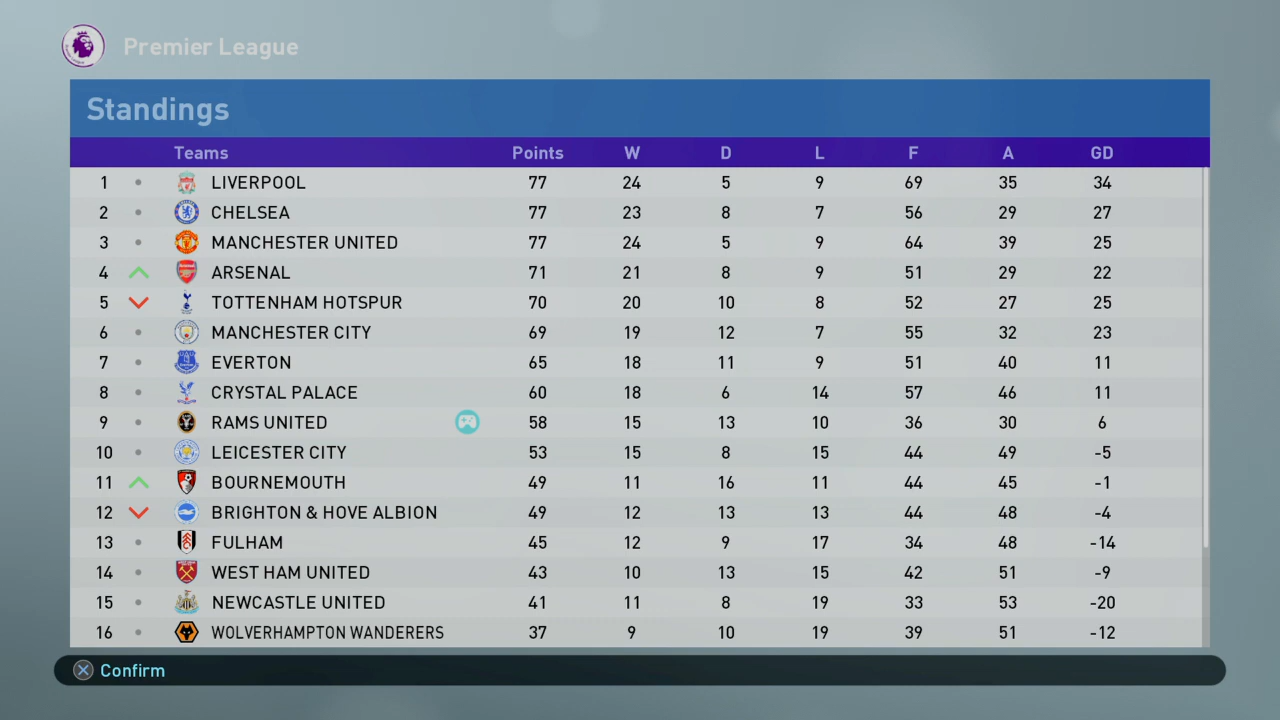 Premier League
Standings
Teams Points W D L F A GD
1 LIVERPOOL 77 24 5 9 69 35 34
2 CHELSEA 77 23 8 7 56 29 27
3 MANCHESTER UNITED 77 24 5 9 64 39 25
4 ARSENAL 71 21 8 9 51 29 22
5 TOTTENHAM HOTSPUR 70 20 10 8 52 27 25
6 MANCHESTER CITY 69 19 12 7 55 32 23
7 EVERTON 65 18 11 9 51 40 11
8 CRYSTAL PALACE 60 18 6 14 57 46 11
9 RAMS UNITED 58 15 13 10 36 30 6
10 LEICESTER CITY 53 15 8 15 44 49 -5
11 BOURNEMOUTH 49 11 16 11 44 45 -1
12 BRIGHTON & HOVE ALBION 49 12 13 13 44 48 -4
13 FULHAM 45 12 9 17 34 48 -14
14 WEST HAM UNITED 43 10 13 15 42 51 -9
15 NEWCASTLE UNITED 41 11 8 19 33 53 -20
16 WOLVERHAMPTON WANDERERS 37 9 10 19 39 51 -12
Confirm